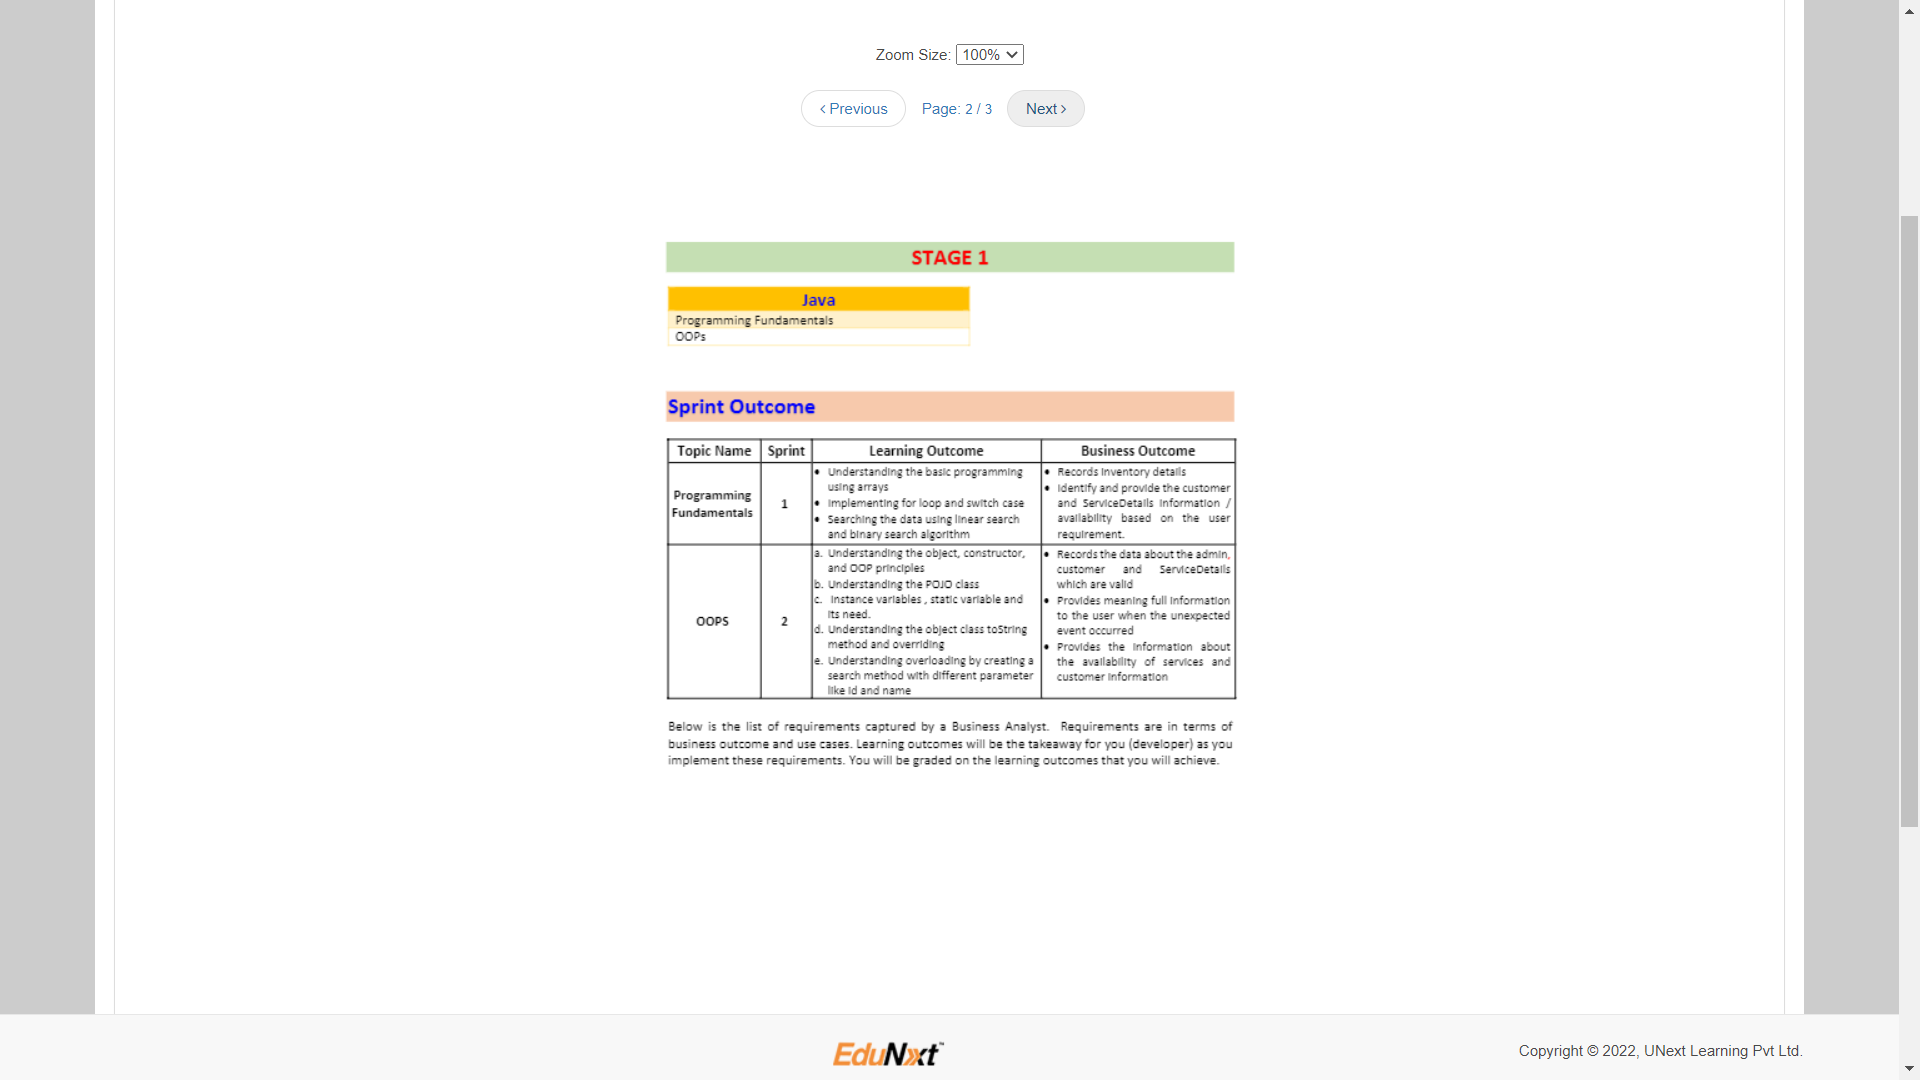 Zoom Size: 100%
‹ Previous Page: 2 / 3 Next ›
STAGE 1
Java
Programming Fundamentals
OOPs
Sprint Outcome
Topic Name Sprint Learning Outcome Business Outcome
Programming
Fundamentals
1
• Understanding the basic programming
using arrays
• Implementing for loop and switch case
• Searching the data using linear search
and binary search algorithm
• Records Inventory details
• Identify and provide the customer
and ServiceDetails Information /
availability based on the user
requirement.
OOPS
2
a. Understanding the object, constructor,
and OOP principles
b. Understanding the POJO class
c. Instance variables , static variable and
its need.
d. Understanding the object class toString
method and overriding
e. Understanding overloading by creating a
search method with different parameter
like id and name
• Records the data about the admin,
customer and ServiceDetails
which are valid
• Provides meaning full information
to the user when the unexpected
event occurred
• Provides the information about
the availability of services and
customer information
Below is the list of requirements captured by a Business Analyst. Requirements are in terms of
business outcome and use cases. Learning outcomes will be the takeaway for you (developer) as you
implement these requirements. You will be graded on the learning outcomes that you will achieve.
EduNxt™
Copyright © 2022, UNext Learning Pvt Ltd.